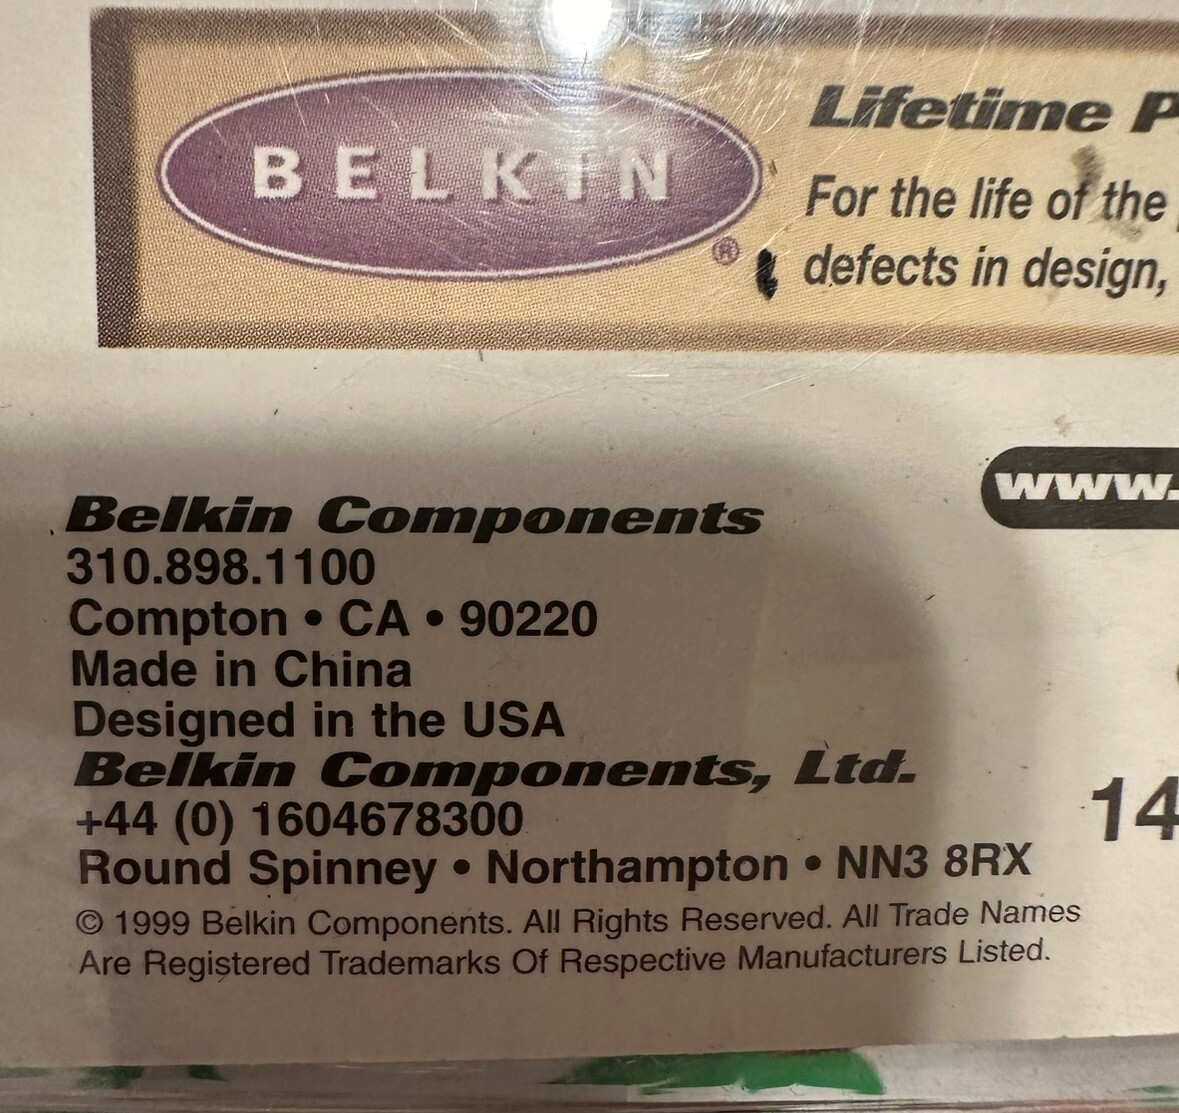 BELKIN
®
Lifetime P
For the life of the
defects in design,
www.
Belkin Components
310.898.1100
Compton • CA • 90220
Made in China
Designed in the USA
Belkin Components, Ltd.
+44 (0) 1604678300
Round Spinney • Northampton • NN3 8RX
14
© 1999 Belkin Components. All Rights Reserved. All Trade Names
Are Registered Trademarks Of Respective Manufacturers Listed.